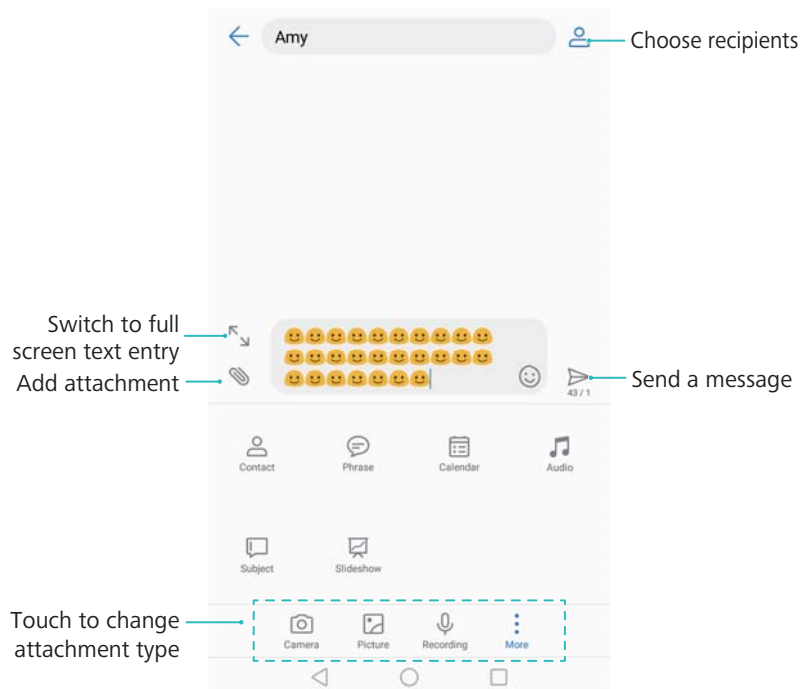 Amy
Choose recipients
Switch to full
screen text entry
Add attachment
Send a message
43 / 1
Contact
Phrase
Calendar
Audio
Subject
Slideshow
Touch to change
attachment type
Camera
Picture
Recording
More